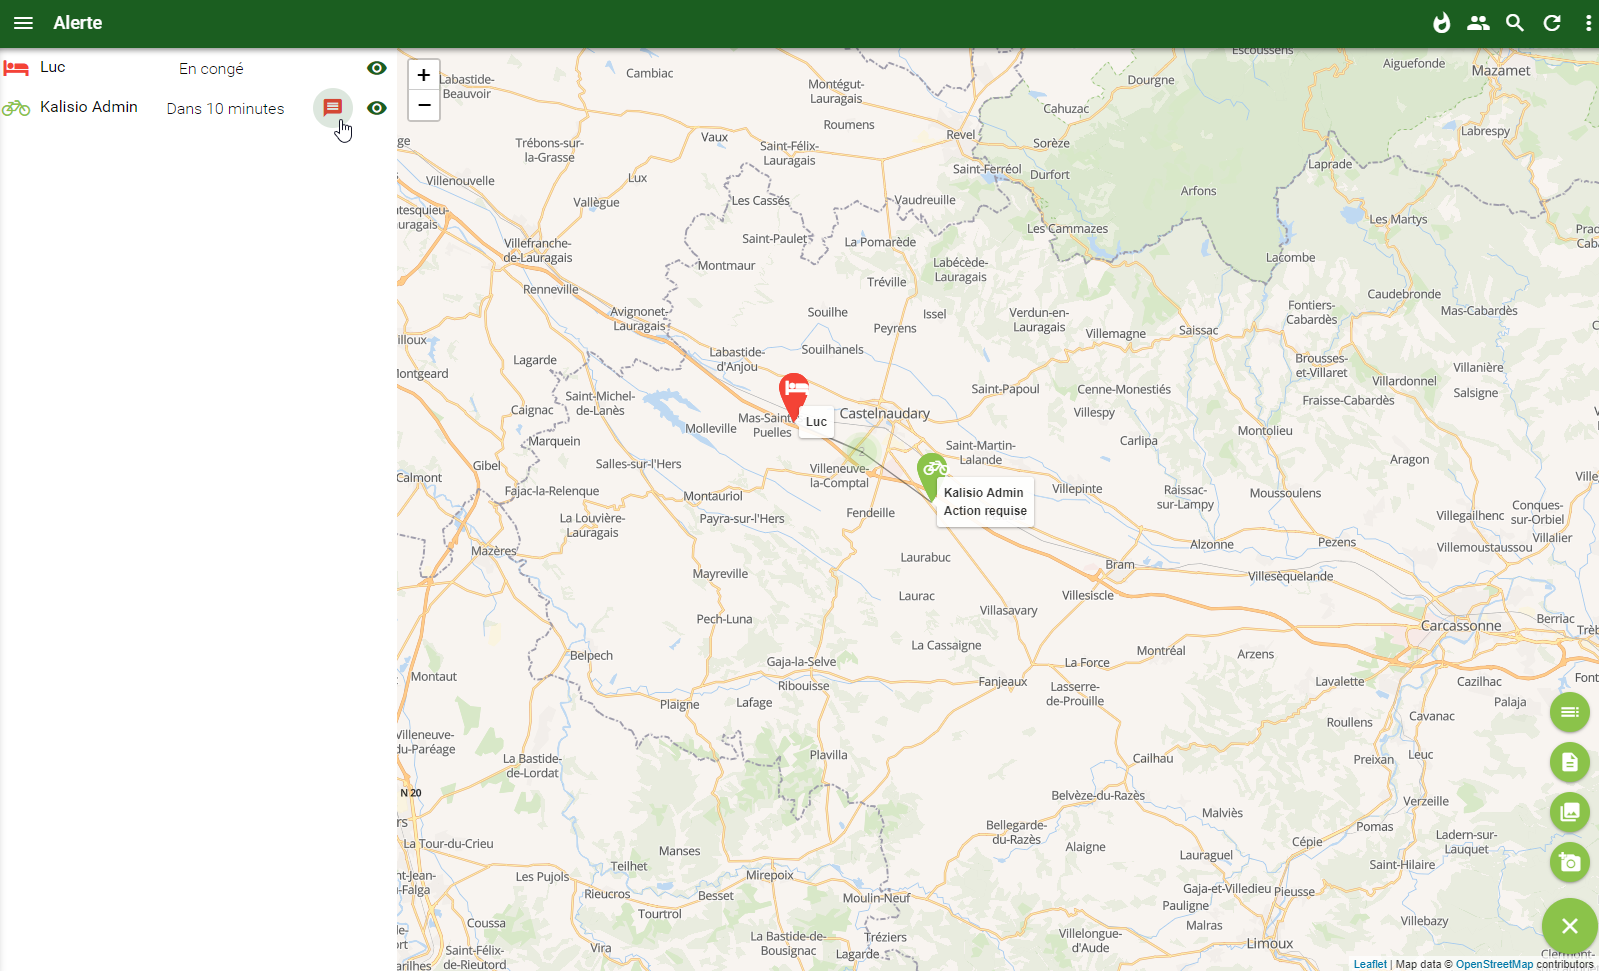 Alerte
Luc
En congé
Kalisio Admin
Dans 10 minutes
+
−
Escoussens
Labastide-
Beauvoir
Cambiac
Montégut-
Lauragais
Dourgne
Aiguefonde
Mazamet
Roumens
Cahuzac
Labrespy
ge
Trébons-sur-
la-Grasse
Vaux
Saint-Félix-
Lauragais
Revel
Sorèze
Laprade
Villenouvelle
Lux
Saint-Ferréol
Durfort
Arfons
Les Cassés
Vallègue
Vaudreuille
Les Cammazes
Les Martys
Villefranche-
de-Lauragais
Saint-Paulet
La Pomarède
Lacombe
Montmaur
Labécède-
Lauragais
Renneville
Tréville
Caudebronde
Avignonet-
Lauragais
Souilhe
Issel
Verdun-en-
Lauragais
Fontiers-
Cabardès
Mas-Cabardès
Peyrens
Villemagne
Saissac
illoux
Labastide-
d'Anjou
Souilhanels
Lagarde
Brousses-
et-Villaret
Villanière
Villardonnel
Salsigne
Saint-Michel-
de-Lanès
Saint-Papoul
Cenne-Monestiés
Fraisse-Cabardès
Caignac
Mas-Saint
Puelles
Luc
Castelnaudary
Villespy
Molleville
Marquein
Saint-Martin-
Lalande
Carlipa
Montolieu
Gibel
Salles-sur-l'Hers
2
Villeneuve-
la-Comptal
Aragon
Calmont
Fajac-la-Relenque
Montauriol
Kalisio Admin
Action requise
Villepinte
Raissac-
sur-Lampy
Moussoulens
Conques-
sur-Orbiel
La Louvière-
Lauragais
Payra-sur-l'Hers
Fendeille
Villegailhenc
Villalier
Mazères
Alzonne
Pezens
Villemoustaussou
Laurabuc
Bram
Mayreville
Villesèquelande
Laurac
Villasavary
Villesiscle
Pech-Luna
Carcassonne
Berriac
Trèb
La Cassaigne
Montréal
Arzens
Belpech
Gaja-la-Selve
La Force
Montaut
Ribouisse
Fanjeaux
Lasserre-
de-Prouille
Lavalette
Cazilhac
Font
Plaigne
Lafage
Palaja
Roullens
Cavanac
Villeneuve-
du-Paréage
Plavilla
Cailhau
Preixan
Leuc
La Bastide-
de-Lordat
N 20
Belvèze-du-Razès
Verzeille
Malviès
Bellegarde-
du-Razès
Pomas
Ladern-sur-
Lauquet
La Tour-du-Crieu
Manses
Alaigne
Cépie
Teilhet
Lauraguel
Saint-Hilaire
Les Pujols
Mirepoix
Rieucros
Besset
Moulin-Neuf
Gaja-et-Villedieu
Pieusse
Pauligne
Tourtrol
Malras
Villebazy
Coussa
Vira
La Bastide-de-
Bousignac
Tréziers
Lagarde
Villelongue-
d'Aude
Limoux
Saint-Félix-
de-Rieutord
Leaflet | Map data © OpenStreetMap contributors